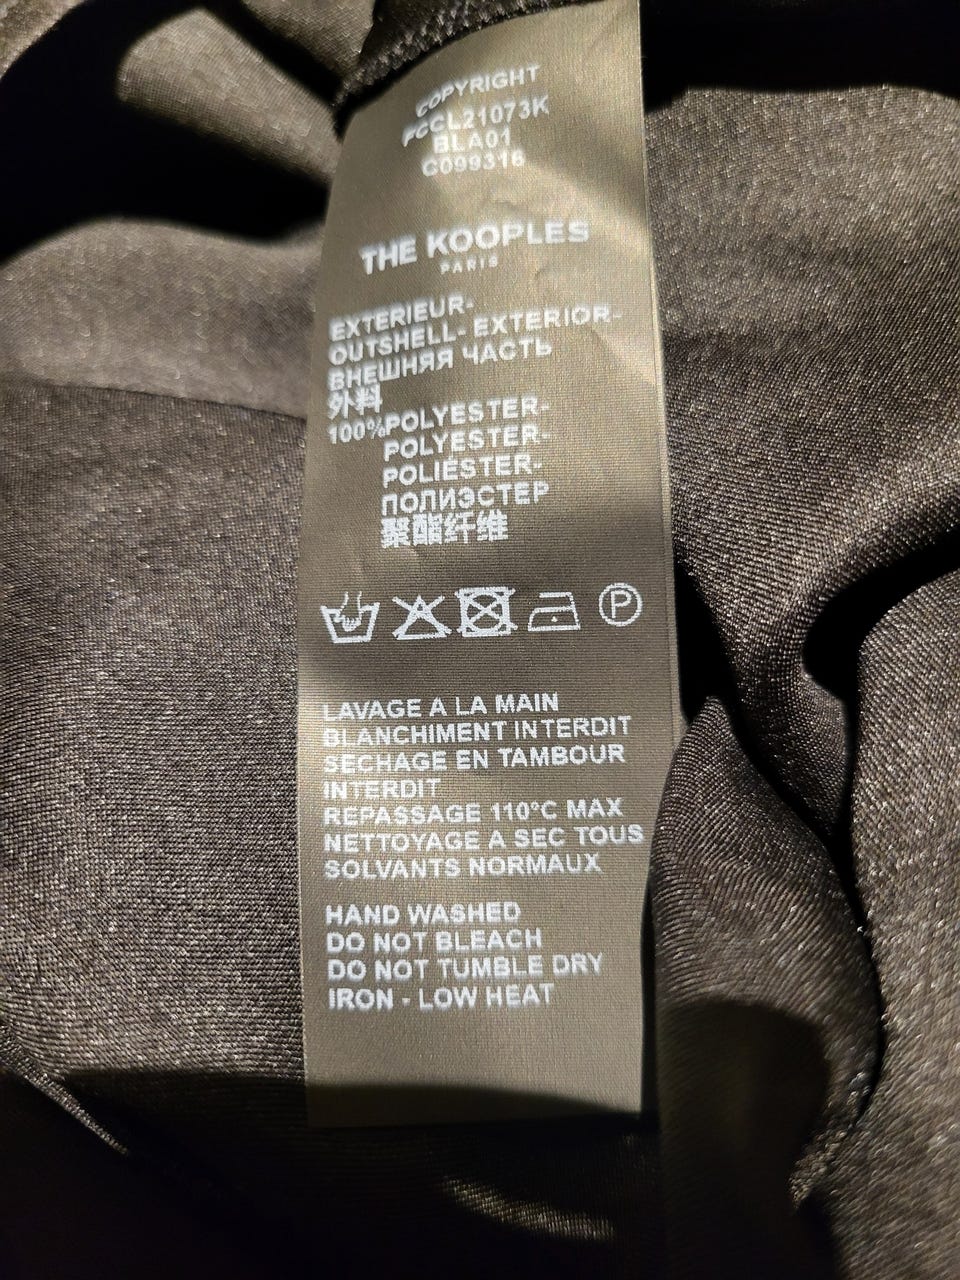 COPYRIGHT
FCCL21073K
BLA01
C099316
THE KOOPLES
PARIS
EXTERIEUR-
OUTSHELL- EXTERIOR-
ВНЕШНЯЯ ЧАСТЬ
外料
100%POLYESTER-
POLYESTER-
POLIÉSTER-
ПОЛИЭСТЕР
聚酯纤维
P
LAVAGE A LA MAIN
BLANCHIMENT INTERDIT
SECHAGE EN TAMBOUR
INTERDIT
REPASSAGE 110°C MAX
NETTOYAGE A SEC TOUS
SOLVANTS NORMAUX
HAND WASHED
DO NOT BLEACH
DO NOT TUMBLE DRY
IRON - LOW HEAT